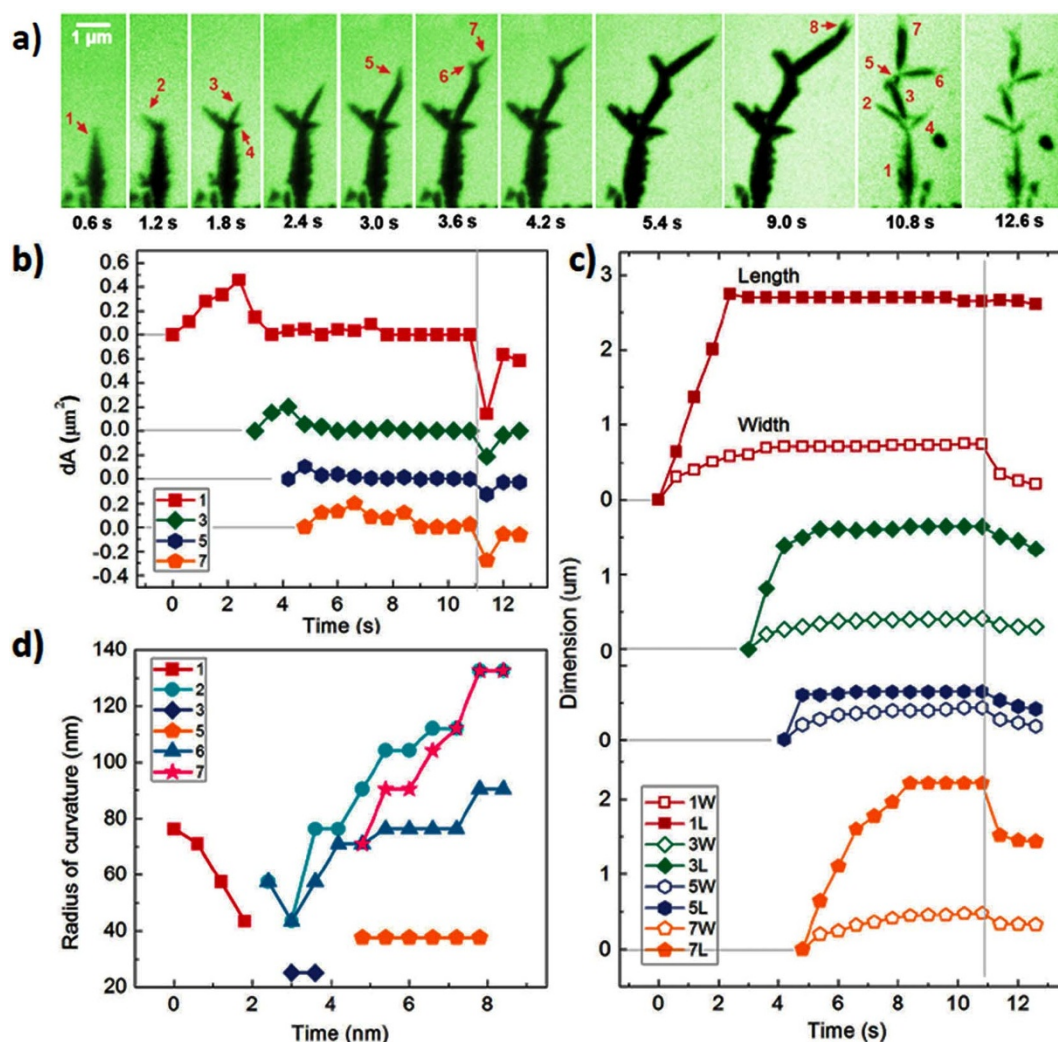 a)
1 µm
1
2
3
4
5
7
6
8
7
5
6
2
3
4
1
0.6 s 1.2 s 1.8 s 2.4 s 3.0 s 3.6 s 4.2 s 5.4 s 9.0 s 10.8 s 12.6 s
b)
dA (µm²)
0.6
0.4
0.2
0.0
0.6
0.4
0.2
0.0
0.0
0.2
0.0
-0.2
-0.4
1
3
5
7
0 2 4 6 8 10 12
Time (s)
c)
Dimension (um)
3
2
1
0
1
0
0
2
1
0
Length
Width
1W
1L
3W
3L
5W
5L
7W
7L
0 2 4 6 8 10 12
Time (s)
d)
Radius of curvature (nm)
140
120
100
80
60
40
20
1
2
3
5
6
7
0 2 4 6 8
Time (nm)